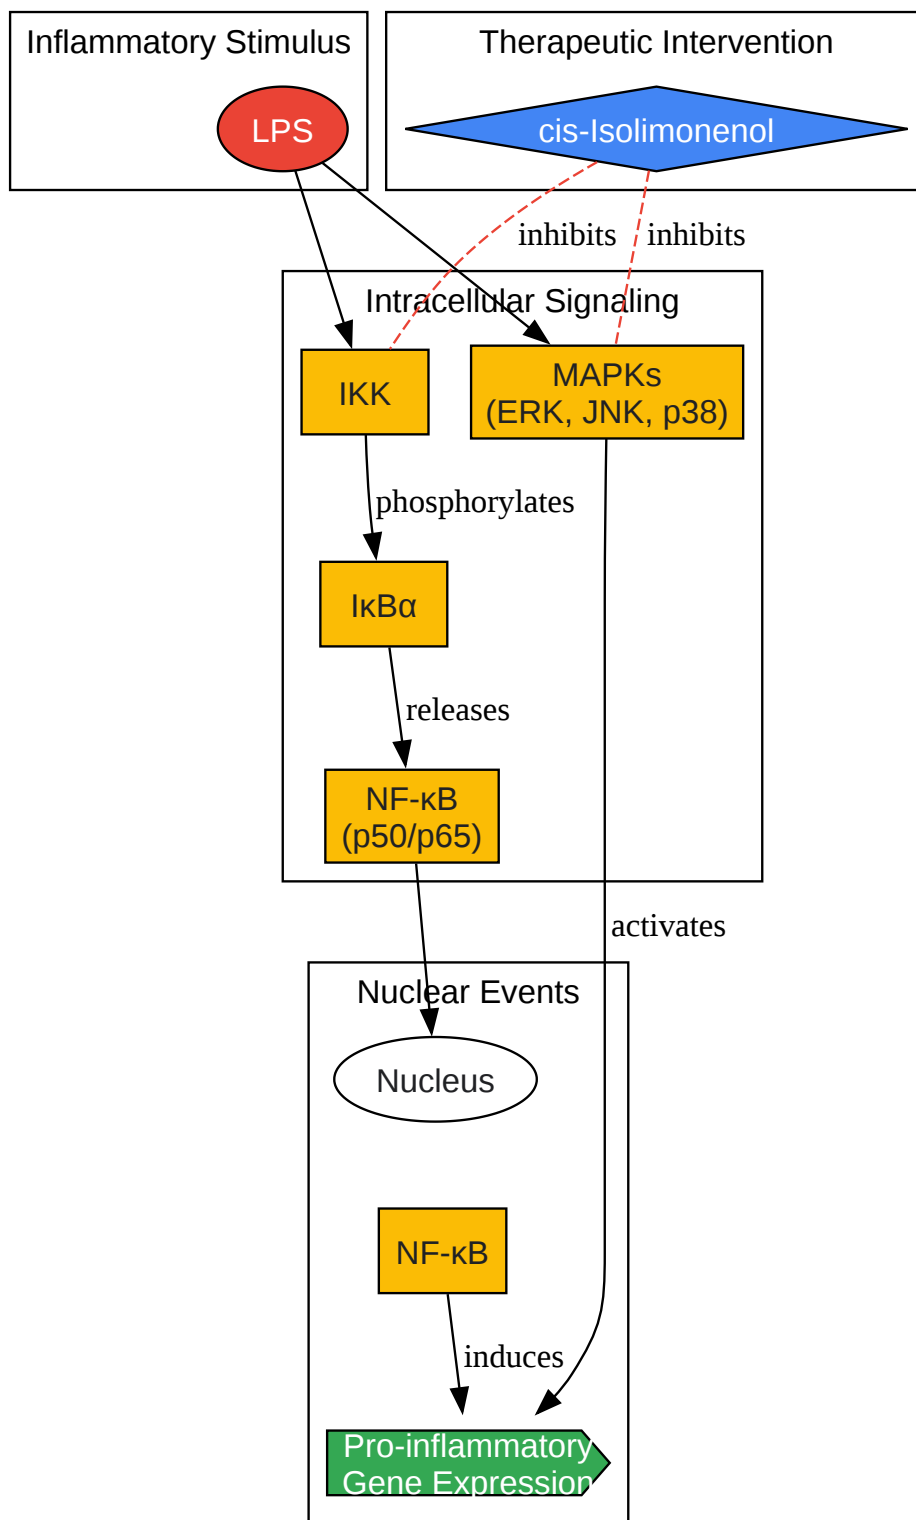 Inflammatory Stimulus
Therapeutic Intervention
LPS
cis-Isolimonenol
inhibits
inhibits
Intracellular Signaling
IKK
MAPKs
(ERK, JNK, p38)
phosphorylates
IκBα
releases
NF-κB
(p50/p65)
activates
Nuclear Events
Nucleus
NF-κB
induces
Pro-inflammatory
Gene Expression